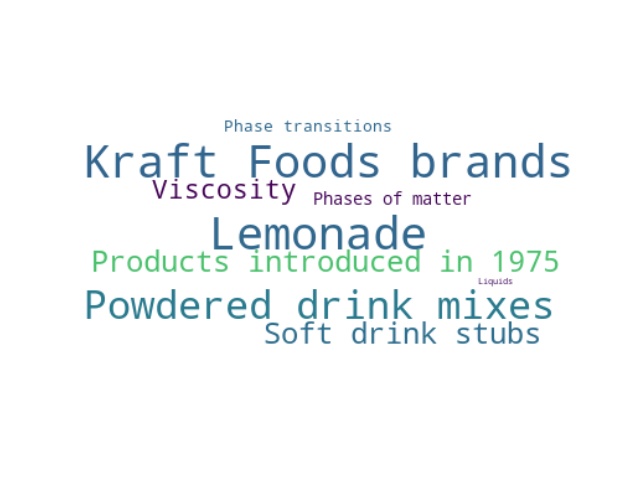 Phase transitions
Kraft Foods brands
Viscosity
Phases of matter
Lemonade
Products introduced in 1975
Liquids
Powdered drink mixes
Soft drink stubs